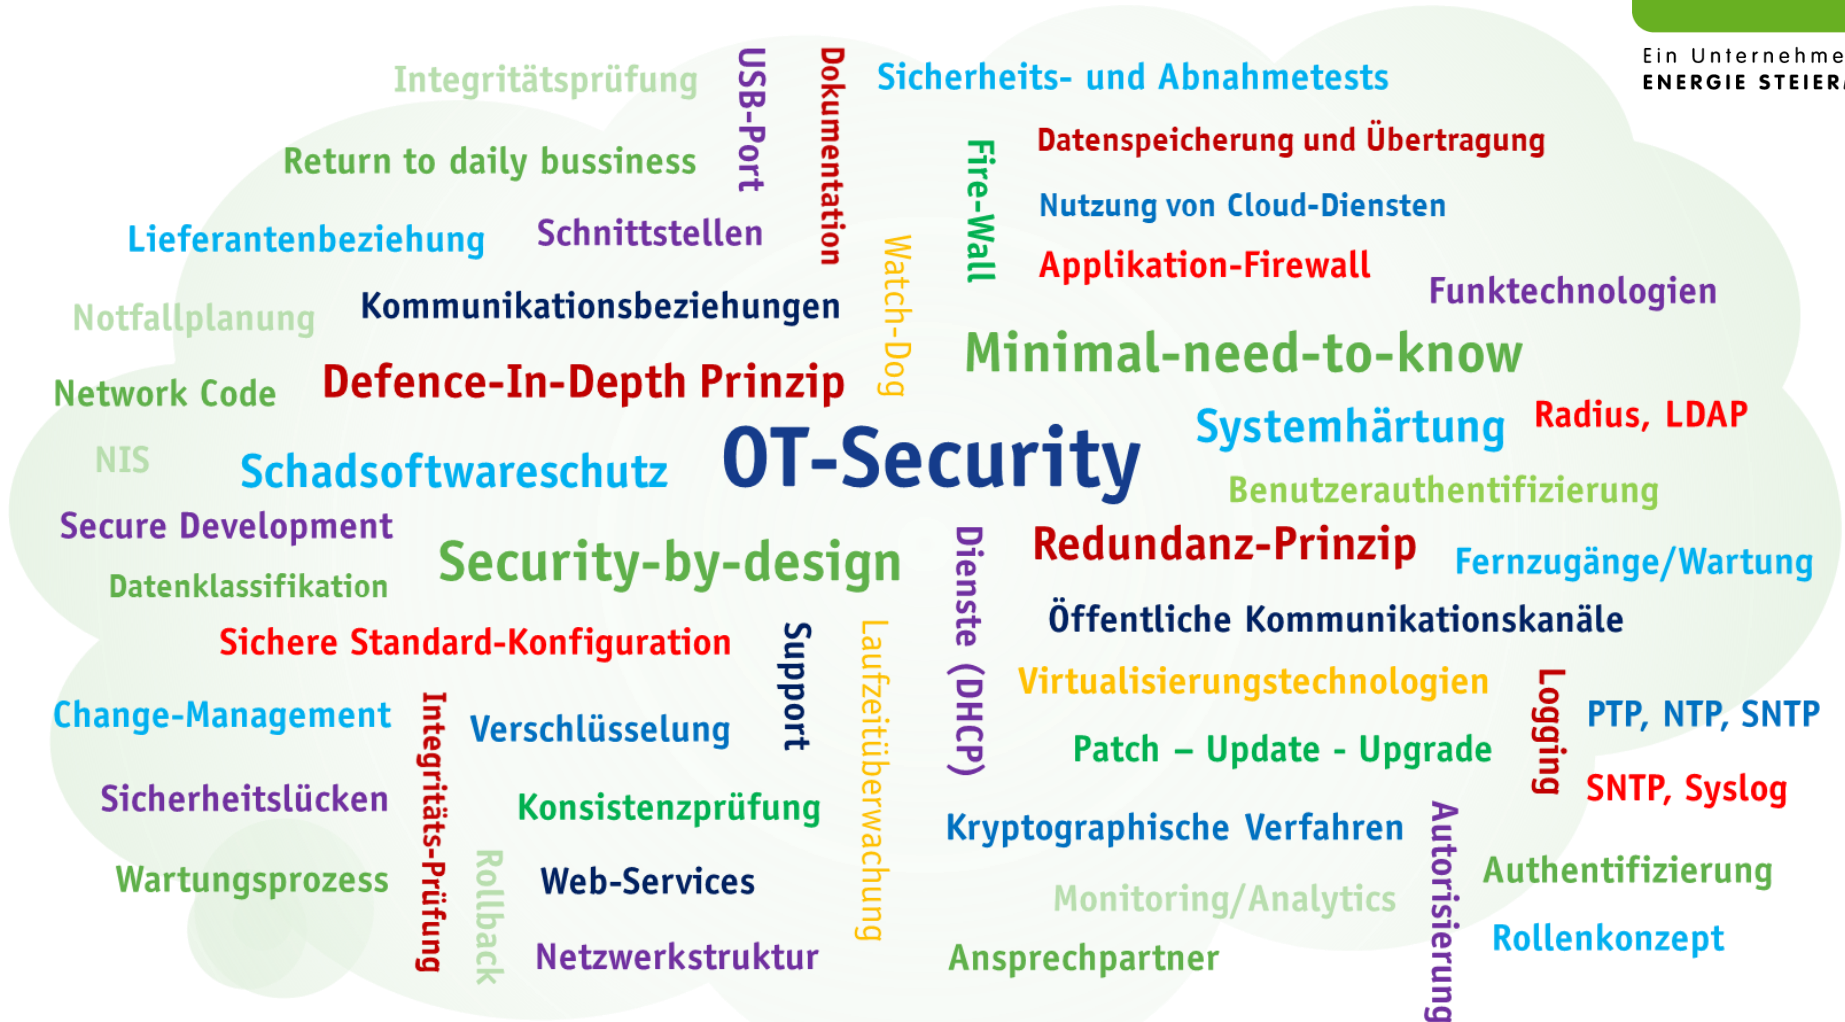 Ein Unternehme
ENERGIE STEIER
Integritätsprüfung
USB-Port
Dokumentation
Sicherheits- und Abnahmetests
Return to daily bussiness
Fire-Wall
Datenspeicherung und Übertragung
Nutzung von Cloud-Diensten
Lieferantenbeziehung
Schnittstellen
Watch-Dog
Applikation-Firewall
Funktechnologien
Notfallplanung
Kommunikationsbeziehungen
Minimal-need-to-know
Network Code
Defence-In-Depth Prinzip
Systemhärtung
Radius, LDAP
NIS
Schadsoftwareschutz
OT-Security
Benutzerauthentifizierung
Secure Development
Security-by-design
Dienste (DHCP)
Redundanz-Prinzip
Fernzugänge/Wartung
Datenklassifikation
Öffentliche Kommunikationskanäle
Sichere Standard-Konfiguration
Support
Laufzeitüberwachung
Virtualisierungstechnologien
Logging
Change-Management
Integritäts-Prüfung
Verschlüsselung
PTP, NTP, SNTP
Patch – Update - Upgrade
SNTP, Syslog
Sicherheitslücken
Konsistenzprüfung
Kryptographische Verfahren
Autorisierung
Wartungsprozess
Rollback
Web-Services
Monitoring/Analytics
Authentifizierung
Netzwerkstruktur
Ansprechpartner
Rollenkonzept